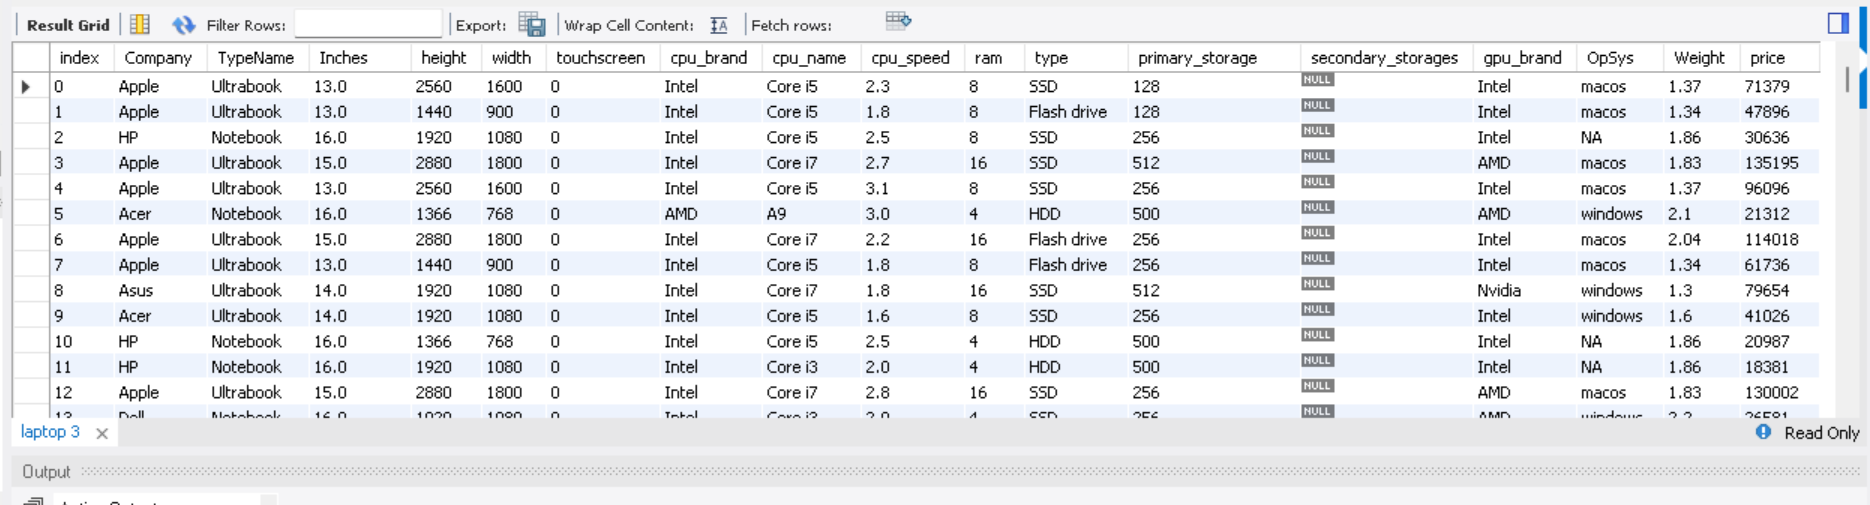 Result Grid Filter Rows: Export: Wrap Cell Content: IA Fetch rows:
index Company TypeName Inches height width touchscreen cpu_brand cpu_name cpu_speed ram type primary_storage secondary_storages gpu_brand OpSys Weight price
0 Apple Ultrabook 13.0 2560 1600 0 Intel Core i5 2.3 8 SSD 128 NULL Intel macos 1.37 71379
1 Apple Ultrabook 13.0 1440 900 0 Intel Core i5 1.8 8 Flash drive 128 NULL Intel macos 1.34 47896
2 HP Notebook 16.0 1920 1080 0 Intel Core i5 2.5 8 SSD 256 NULL Intel NA 1.86 30636
3 Apple Ultrabook 15.0 2880 1800 0 Intel Core i7 2.7 16 SSD 512 NULL AMD macos 1.83 135195
4 Apple Ultrabook 13.0 2560 1600 0 Intel Core i5 3.1 8 SSD 256 NULL Intel macos 1.37 96096
5 Acer Notebook 16.0 1366 768 0 AMD A9 3.0 4 HDD 500 NULL AMD windows 2.1 21312
6 Apple Ultrabook 15.0 2880 1800 0 Intel Core i7 2.2 16 Flash drive 256 NULL Intel macos 2.04 114018
7 Apple Ultrabook 13.0 1440 900 0 Intel Core i5 1.8 8 Flash drive 256 NULL Intel macos 1.34 61736
8 Asus Ultrabook 14.0 1920 1080 0 Intel Core i7 1.8 16 SSD 512 NULL Nvidia windows 1.3 79654
9 Acer Ultrabook 14.0 1920 1080 0 Intel Core i5 1.6 8 SSD 256 NULL Intel windows 1.6 41026
10 HP Notebook 16.0 1366 768 0 Intel Core i5 2.5 4 HDD 500 NULL Intel NA 1.86 20987
11 HP Notebook 16.0 1920 1080 0 Intel Core i3 2.0 4 HDD 500 NULL Intel NA 1.86 18381
12 Apple Ultrabook 15.0 2880 1800 0 Intel Core i7 2.8 16 SSD 256 NULL AMD macos 1.83 130002
13 Dell Notebook 16.0 1920 1080 0 Intel Core i3 2.0 4 SSD 256 NULL AMD windows 2.2 26581
laptop 3 Read Only
Output